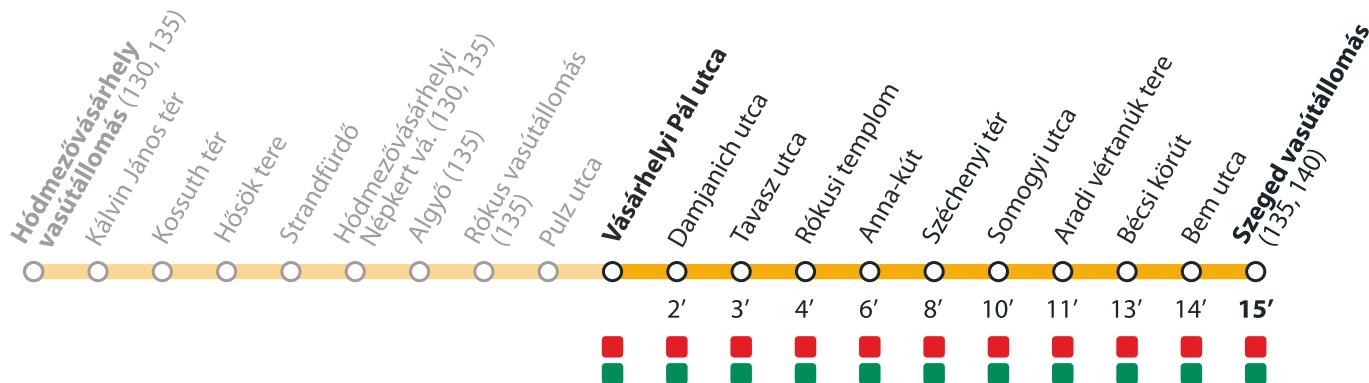 Hódmezővásárhely
vasútállomás (130, 135)
Kálvin János tér
Kossuth tér
Hősök tere
Strandfürdő
Hódmezővásárhelyi
Népkert vá. (130, 135)
Algyő (135)
Rókus vasútállomás
(135)
Pulz utca
Vásárhelyi Pál utca
Damjanich utca
Tavasz utca
Rókusi templom
Anna-kút
Széchenyi tér
Somogyi utca
Aradi vértanúk tere
Bécsi körút
Bem utca
Szeged vasútállomás
(135, 140)
2’ 3’ 4’ 6’ 8’ 10’ 11’ 13’ 14’ 15’